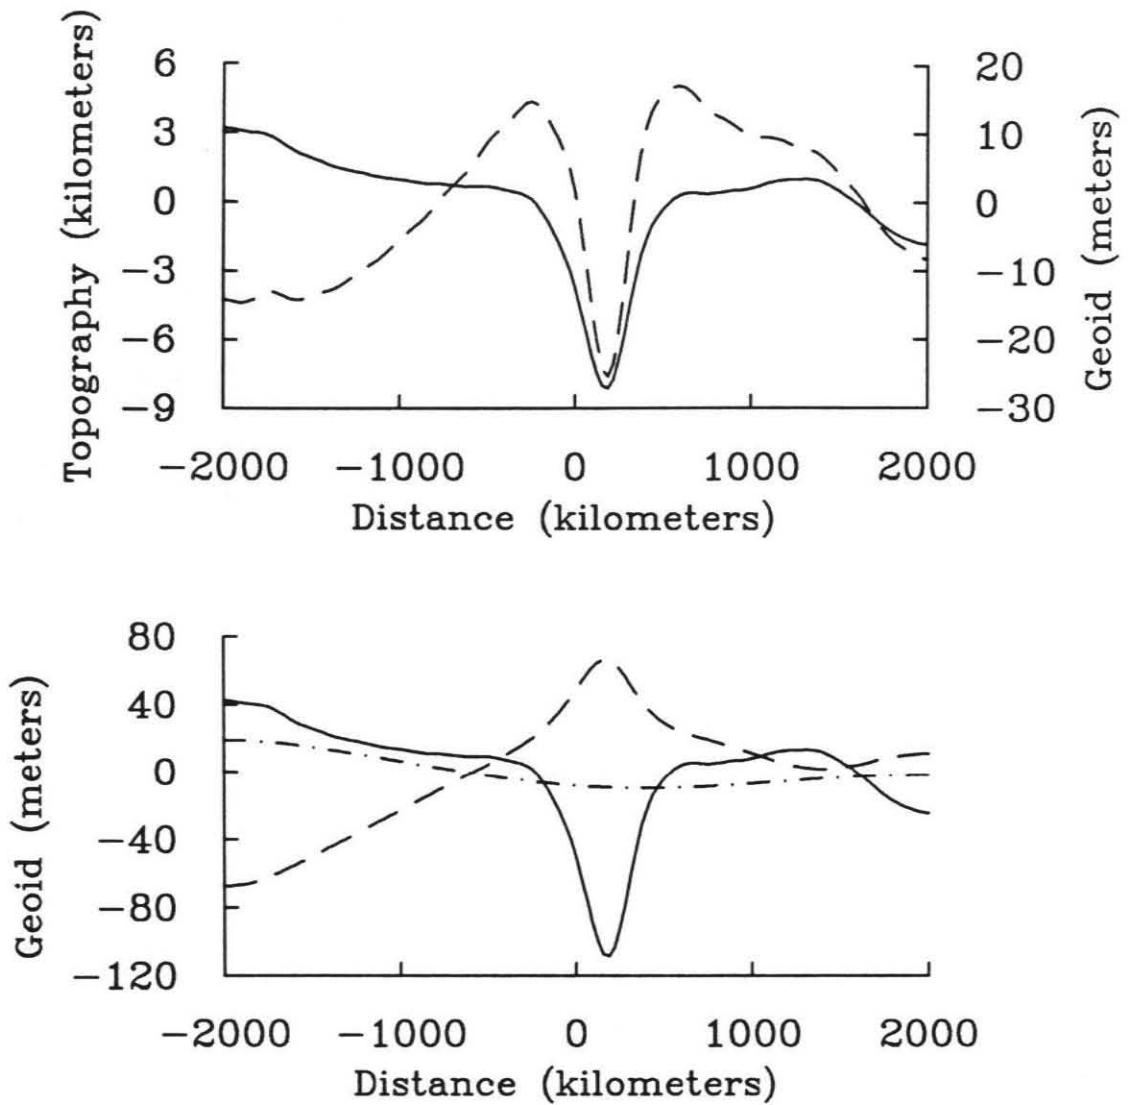 Topography (kilometers)
6
3
0
−3
−6
−9
20
10
0
−10
−20
−30
Geoid (meters)
−2000 −1000 0 1000 2000
Distance (kilometers)
Geoid (meters)
80
40
0
−40
−80
−120
−2000 −1000 0 1000 2000
Distance (kilometers)